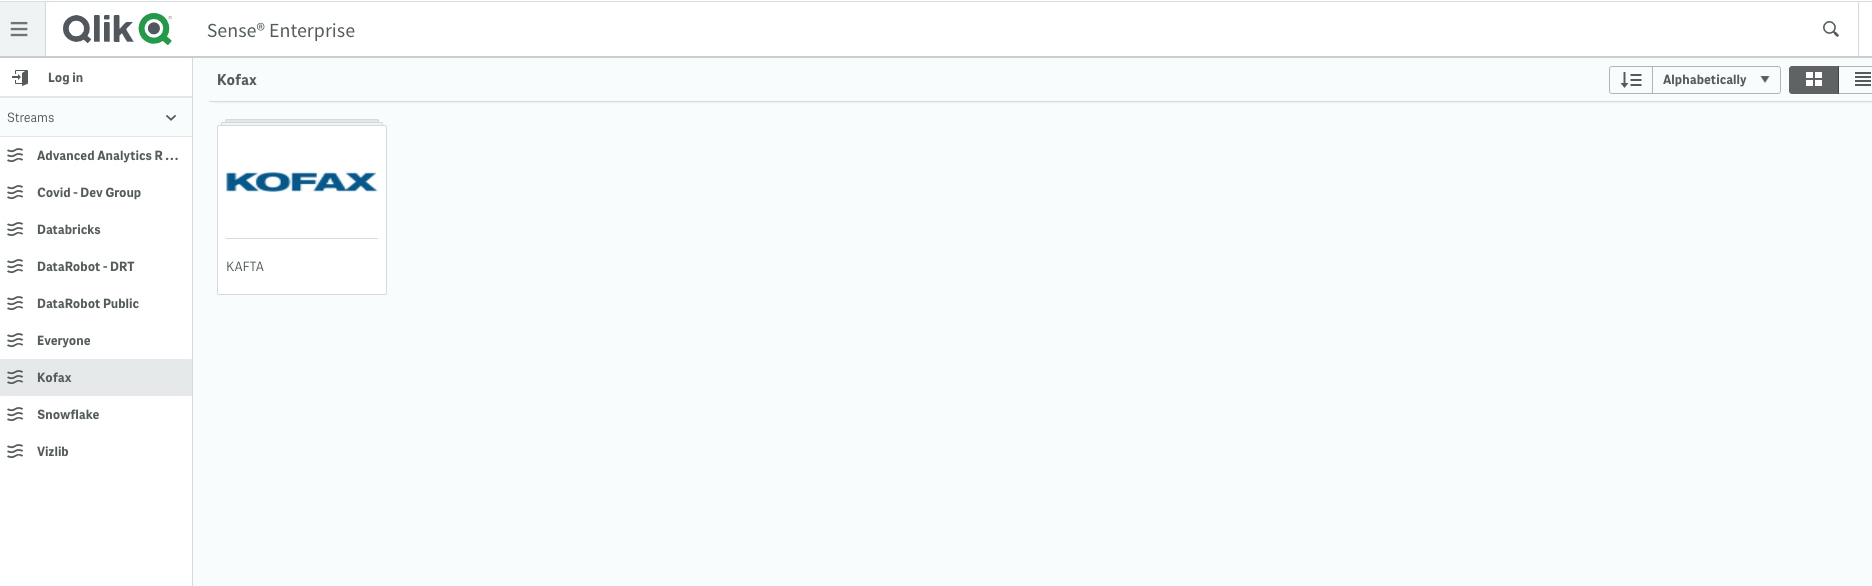 Qlik
Sense® Enterprise
Log in
Kofax
Alphabetically
Streams
Advanced Analytics R ...
Covid - Dev Group
Databricks
DataRobot - DRT
DataRobot Public
Everyone
Kofax
Snowflake
Vizlib
KOFAX
KAFTA